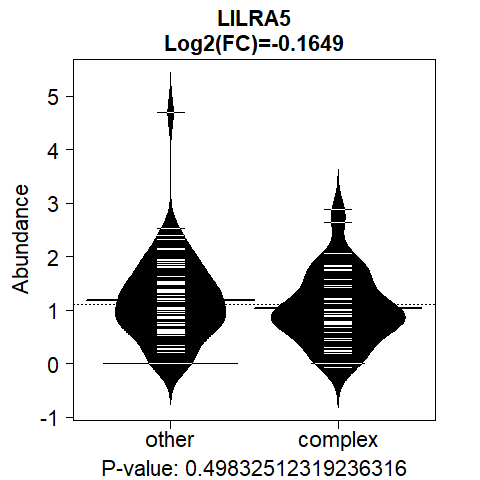 LILRA5
Log2(FC)=-0.1649
Abundance
5
4
3
2
1
0
-1
other complex
P-value: 0.49832512319236316